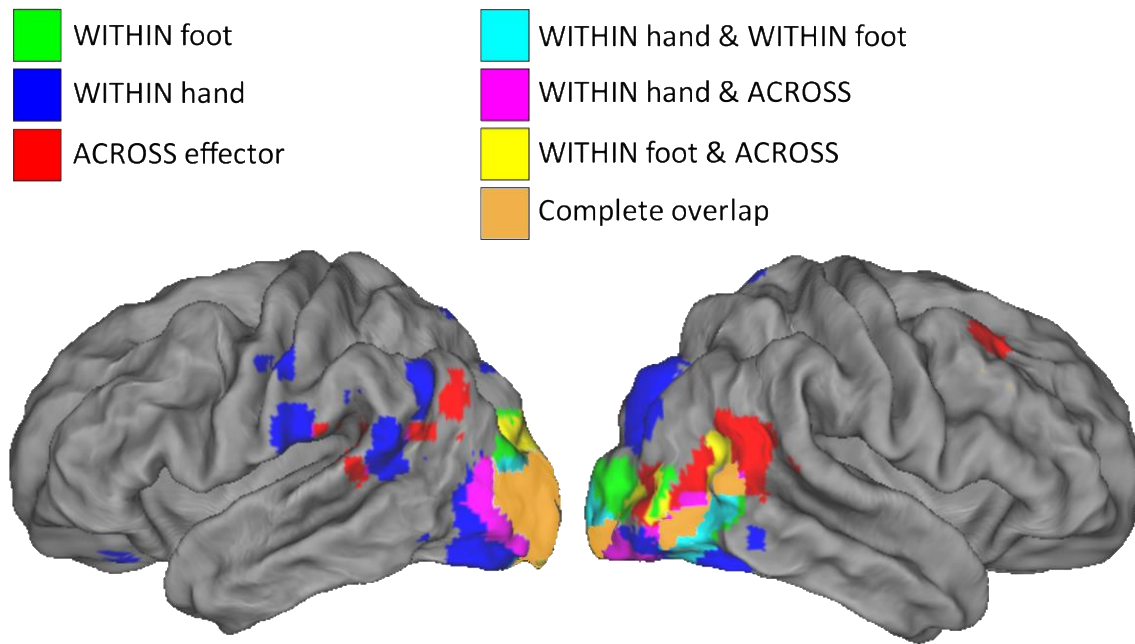 WITHIN foot
WITHIN hand
ACROSS effector
WITHIN hand & WITHIN foot
WITHIN hand & ACROSS
WITHIN foot & ACROSS
Complete overlap